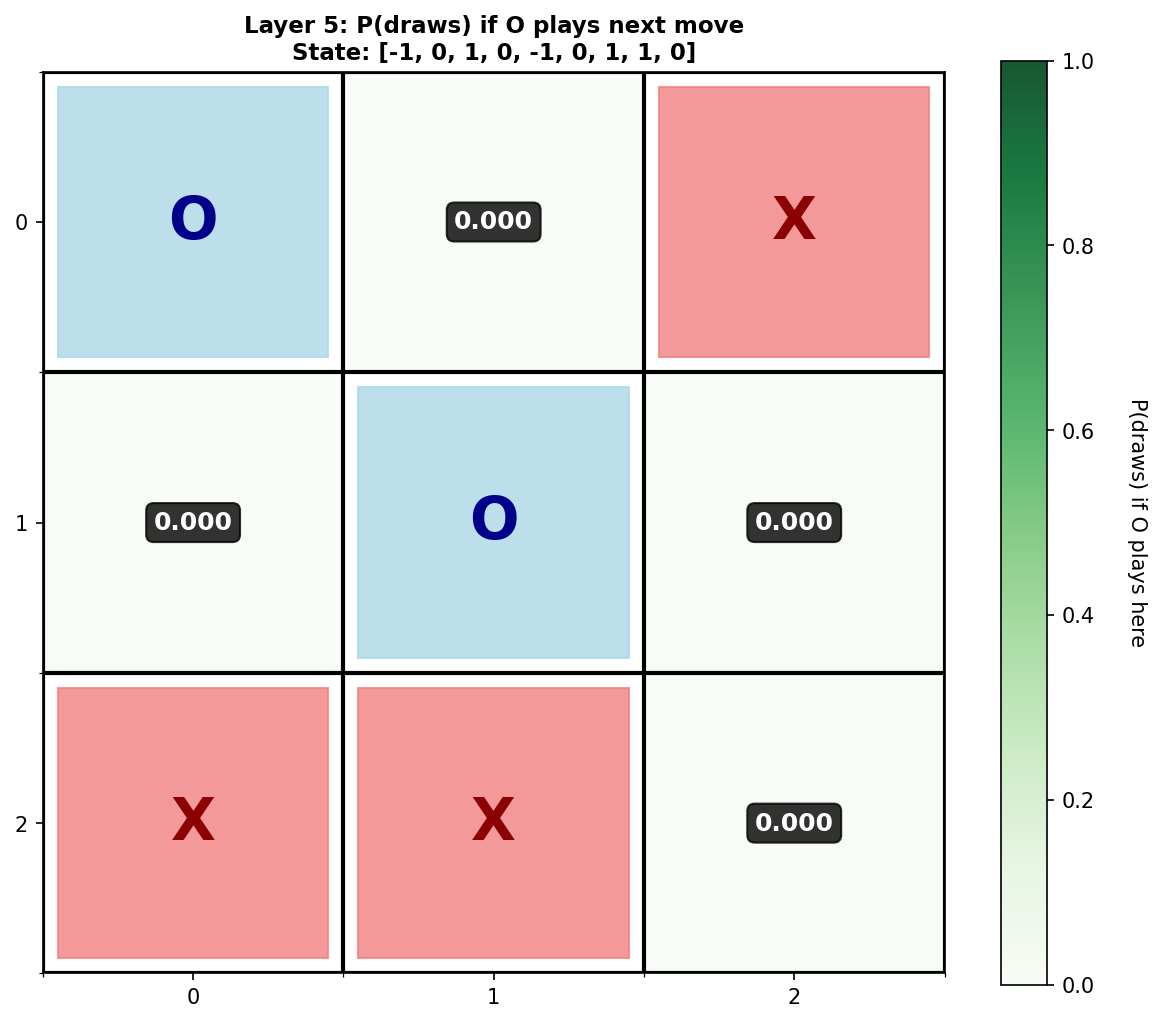 Layer 5: P(draws) if O plays next move
State: [-1, 0, 1, 0, -1, 0, 1, 1, 0]
0
O
0.000
X
1
0.000
O
0.000
2
X
X
0.000
0
1
2
1.0
0.8
0.6
0.4
0.2
0.0
P(draws) if O plays here